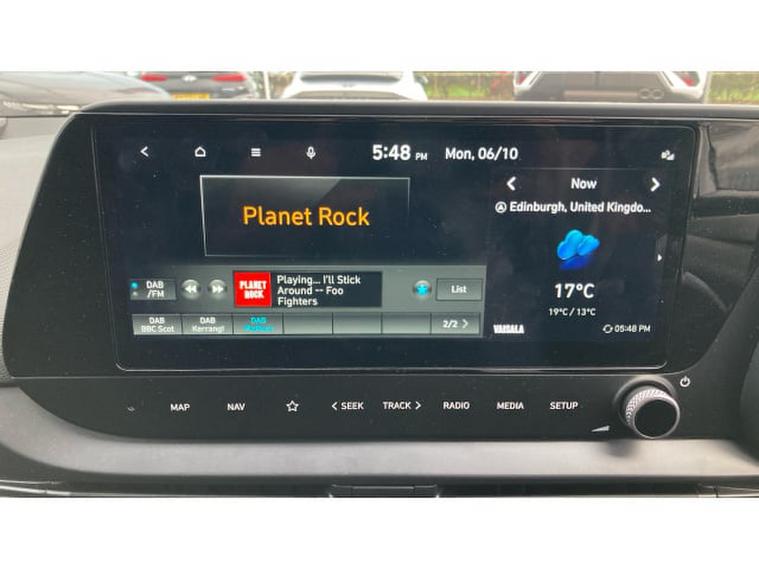 5:48 PM Mon, 06/10
Planet Rock
Now
Edinburgh, United Kingdo...
17°C
19°C / 13°C
VAISALA
05:48 PM
DAB
/FM
PLANET
ROCK
Playing... I'll Stick
Around -- Foo
Fighters
List
DAB
BBC Scot
DAB
Kerrang!
DAB
2/2
MAP
NAV
SEEK
TRACK
RADIO
MEDIA
SETUP